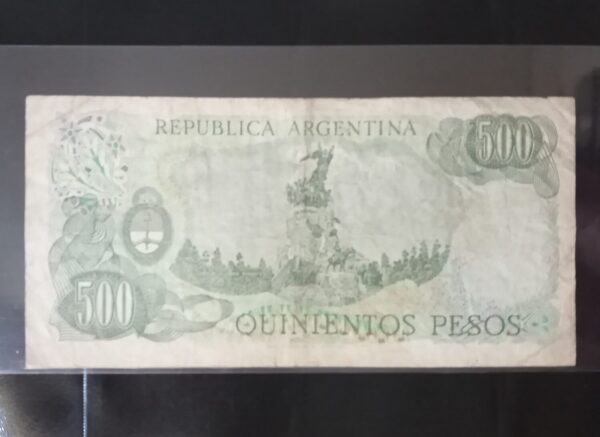 REPUBLICA ARGENTINA
500
500
QUINIENTOS PESOS